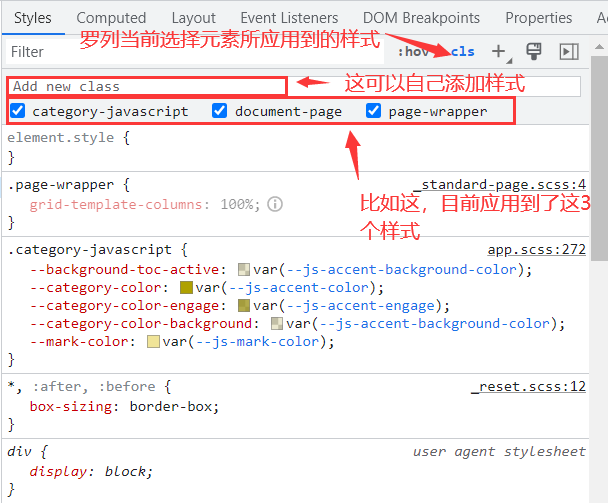 Styles Computed Layout Event Listeners DOM Breakpoints Properties A
Filter 罗列当前选择元素所应用到的样式 :hov .cls
Add new class 这可以自己添加样式
category-javascript document-page page-wrapper
element.style {
}
.page-wrapper { _standard-page.scss:4
grid-template-columns: 100%;
}
比如这，目前应用到了这3
个样式
.category-javascript { app.scss:272
--background-toc-active: var(--js-accent-background-color);
--category-color: var(--js-accent-color);
--category-color-engage: var(--js-accent-engage);
--category-color-background: var(--js-accent-background-color);
--mark-color: var(--js-mark-color);
}
*, :after, :before { _reset.scss:12
box-sizing: border-box;
}
div { user agent stylesheet
display: block;
}